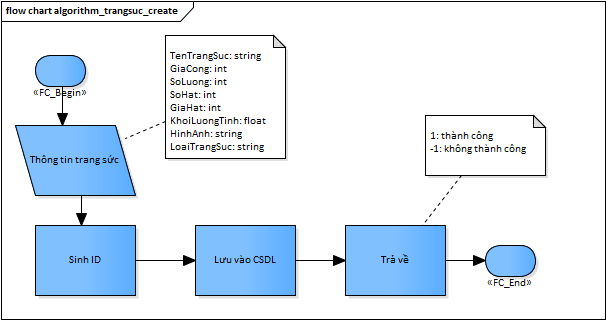 flow chart algorithm_trangsuc_create
TenTrangSuc: string
GiaCong: int
SoLuong: int
SoHat: int
GiaHat: int
KhoiLuongTinh: float
HinhAnh: string
LoaiTrangSuc: string
«FC_Begin»
1: thành công
-1: không thành công
Thông tin trang sức
Sinh ID
Lưu vào CSDL
Trả về
«FC_End»